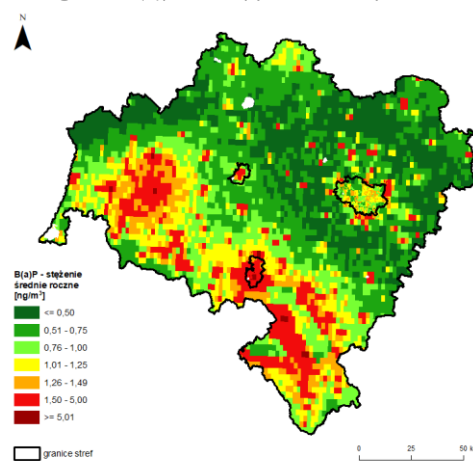 N
B(a)P - stężenie
średnie roczne
[ng/m³]
<= 0,50
0,51 - 0,75
0,76 - 1,00
1,01 - 1,25
1,26 - 1,49
1,50 - 5,00
>= 5,01
granice stref
0 25 50